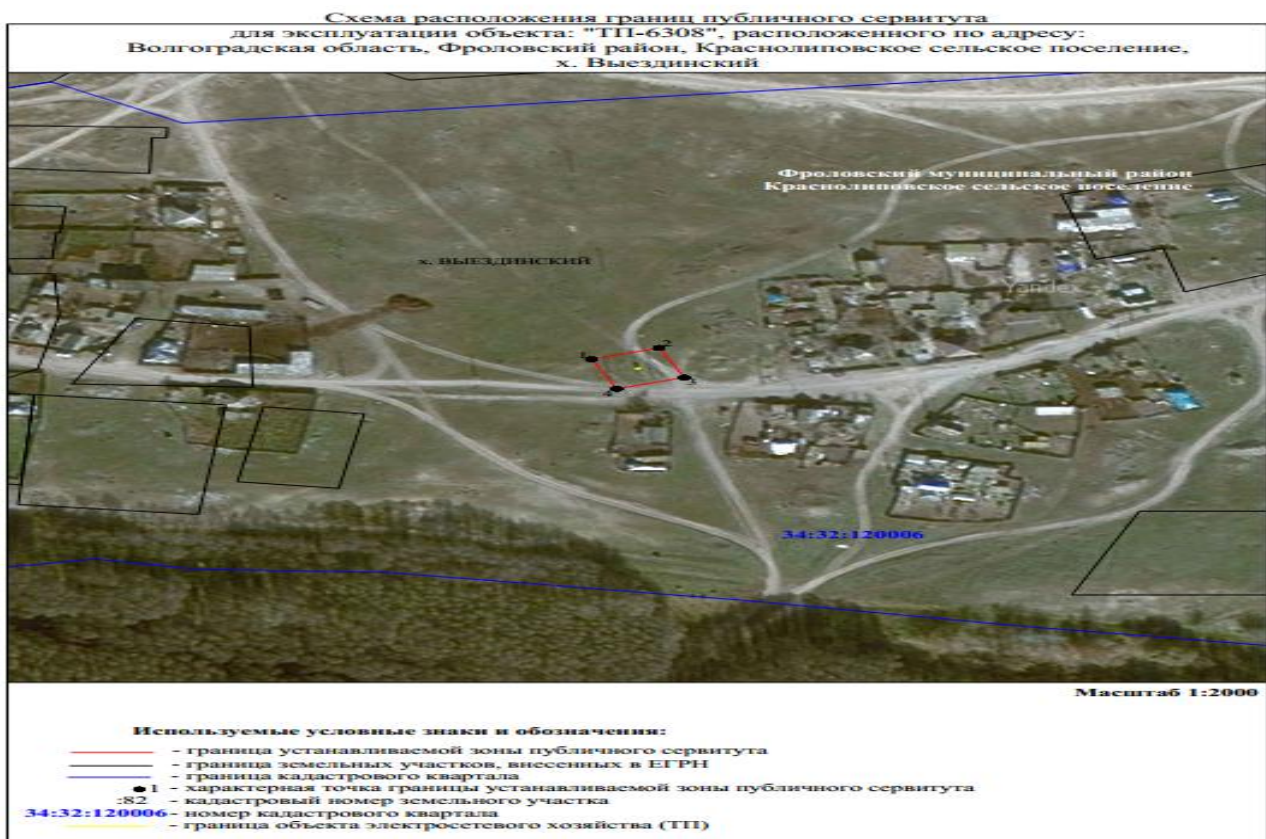 Схема расположения границ публичного сервитута
для эксплуатации объекта: "ТП-6308", расположенного по адресу:
Волгоградская область, Фроловский район, Краснолиповское сельское поселение,
х. Выездинский
Фроловский муниципальный район
Краснолиповское сельское поселение
х. ВЫЕЗДИНСКИЙ
Yandex
1
2
3
4
34:32:120006
Масштаб 1:2000
Используемые условные знаки и обозначения:
- граница устанавливаемой зоны публичного сервитута
- граница земельных участков, внесенных в ЕГРН
- граница кадастрового квартала
1 - характерная точка границы устанавливаемой зоны публичного сервитута
:82 - кадастровый номер земельного участка
34:32:120006 - номер кадастрового квартала
- граница объекта электросетевого хозяйства (ТП)